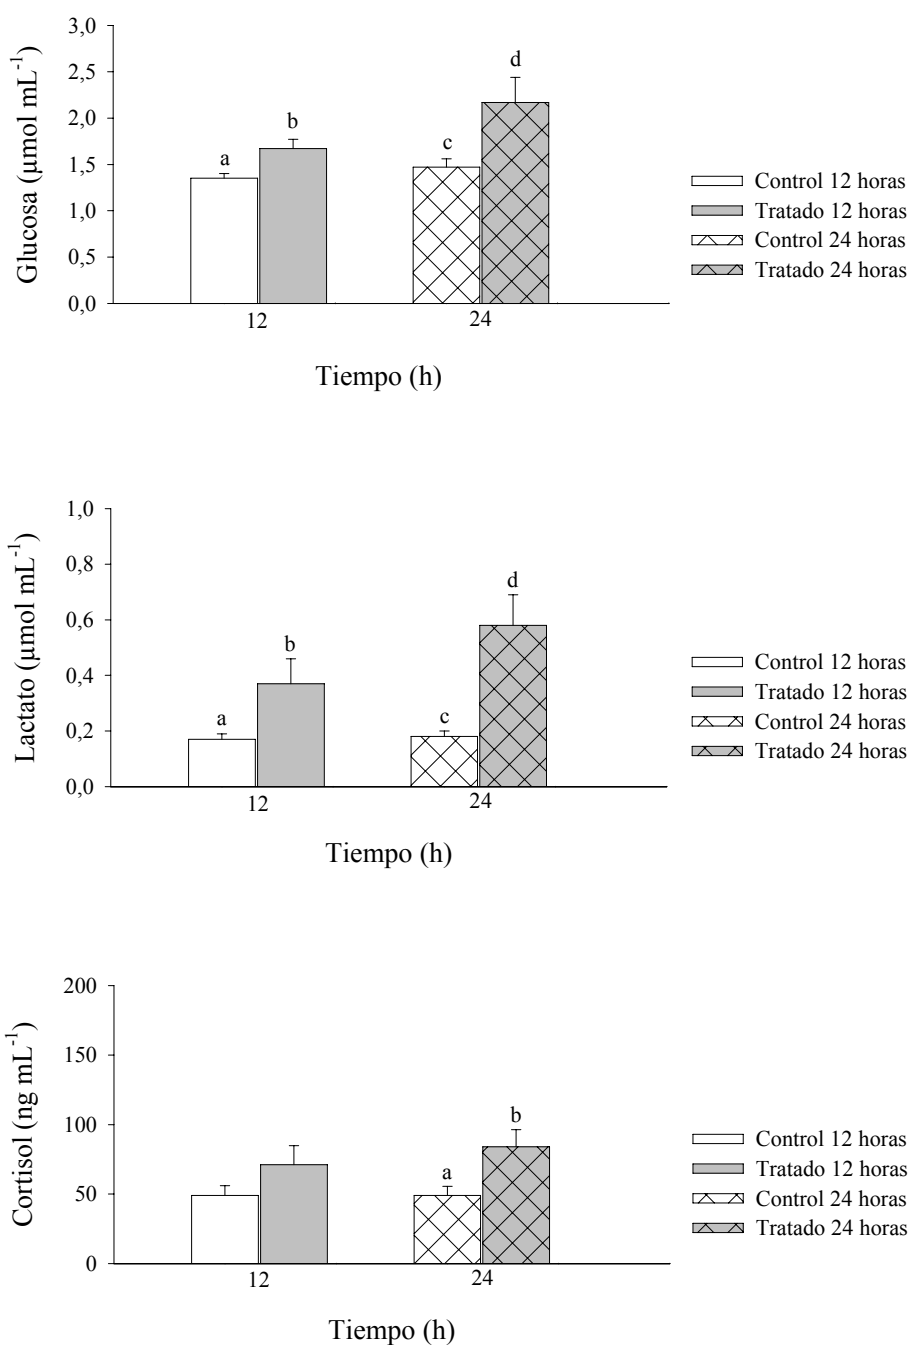 Glucosa (µmol mL-1)
3,0
2,5
2,0
1,5
1,0
0,5
0,0
a
b
c
d
12
24
Tiempo (h)
Control 12 horas
Tratado 12 horas
Control 24 horas
Tratado 24 horas
Lactato (µmol mL-1)
1,0
0,8
0,6
0,4
0,2
0,0
a
b
c
d
12
24
Tiempo (h)
Control 12 horas
Tratado 12 horas
Control 24 horas
Tratado 24 horas
Cortisol (ng mL-1)
200
150
100
50
0
a
b
12
24
Tiempo (h)
Control 12 horas
Tratado 12 horas
Control 24 horas
Tratado 24 horas